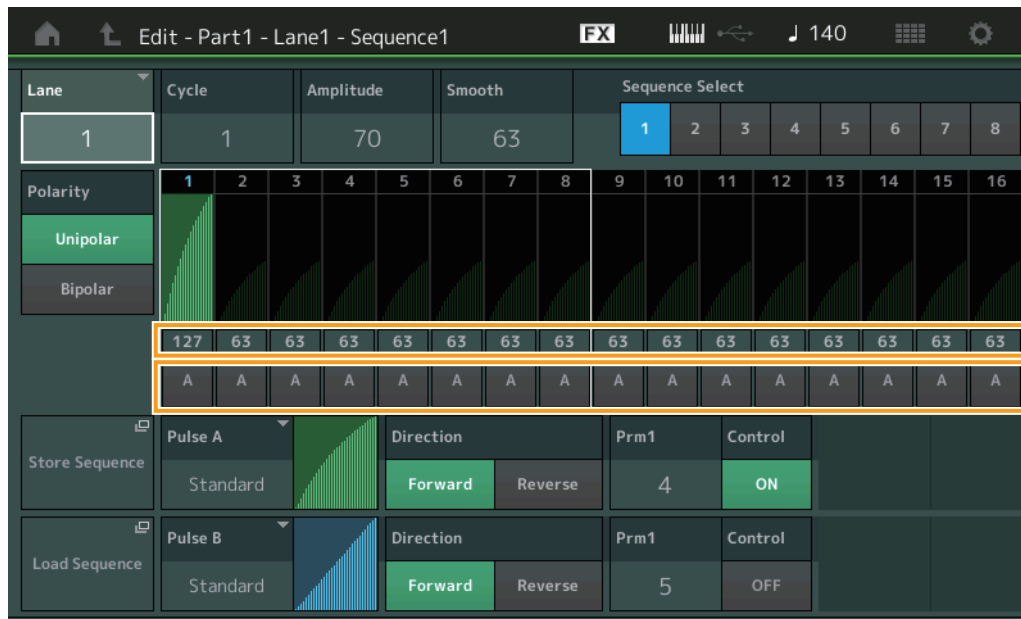 Edit - Part1 - Lane1 - Sequence1 FX ♩ 140
Lane Cycle Amplitude Smooth Sequence Select
1 1 70 63 1 2 3 4 5 6 7 8
Polarity 1 2 3 4 5 6 7 8 9 10 11 12 13 14 15 16
Unipolar
Bipolar
127 63 63 63 63 63 63 63 63 63 63 63 63 63 63 63
A A A A A A A A A A A A A A A A
Store Sequence Pulse A Direction Prm1 Control
Standard Forward Reverse 4 ON
Load Sequence Pulse B Direction Prm1 Control
Standard Forward Reverse 5 OFF